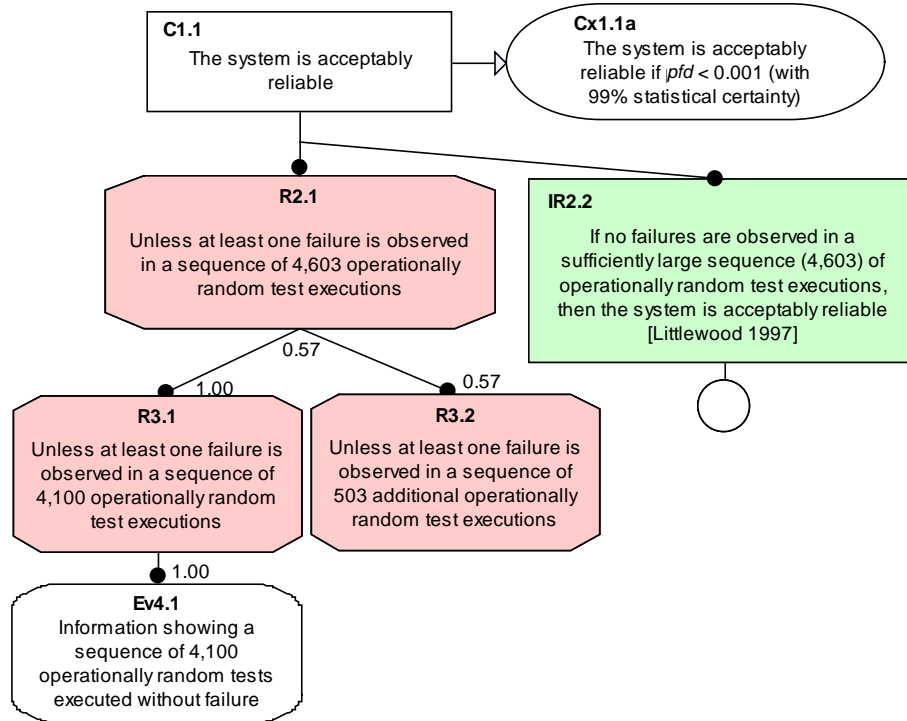 C1.1
The system is acceptably
reliable
Cx1.1a
The system is acceptably
reliable if pfd < 0.001 (with
99% statistical certainty)
R2.1
Unless at least one failure is observed
in a sequence of 4,603 operationally
random test executions
IR2.2
If no failures are observed in a
sufficiently large sequence (4,603) of
operationally random test executions,
then the system is acceptably reliable
[Littlewood 1997]
0.57
1.00
0.57
R3.1
Unless at least one failure is
observed in a sequence of
4,100 operationally random
test executions
R3.2
Unless at least one failure is
observed in a sequence of
503 additional operationally
random test executions
1.00
Ev4.1
Information showing a
sequence of 4,100
operationally random tests
executed without failure